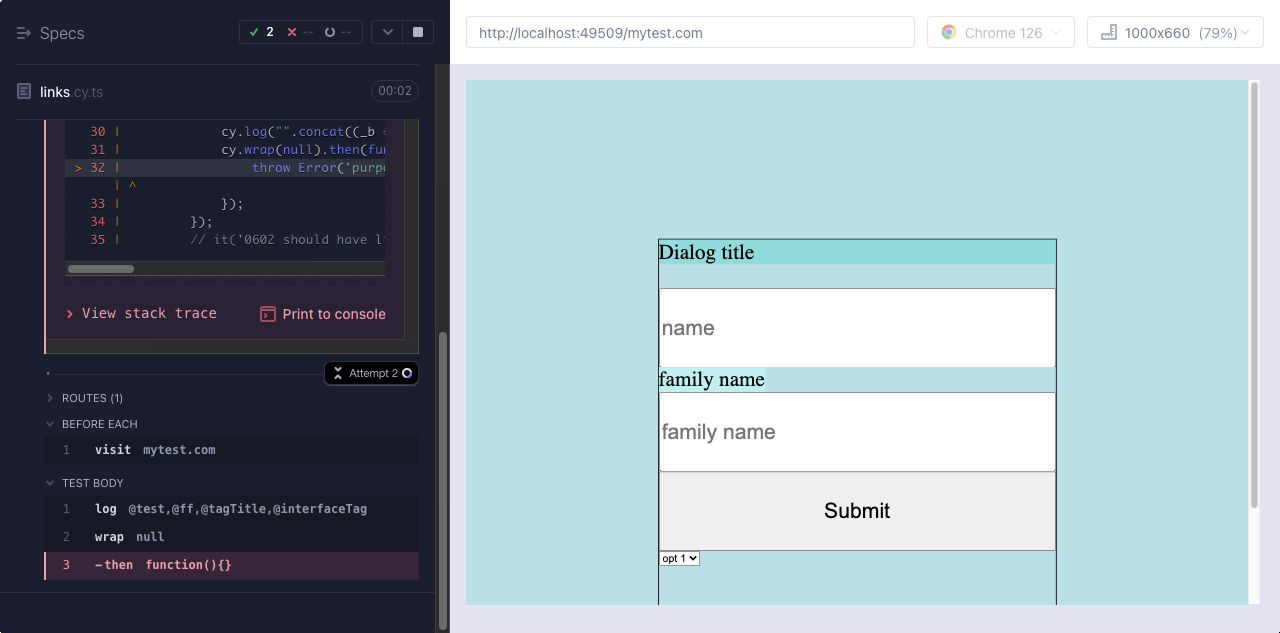 Specs
2
--
--
links.cy.ts
00:02
30 | cy.log("".concat((_b =
31 | cy.wrap(null).then(fun
> 32 | throw Error('purpo
| ^
33 | });
34 | });
35 | // it('0602 should have li
View stack trace
Print to console
Attempt 2
ROUTES (1)
BEFORE EACH
1 visit mytest.com
TEST BODY
1 log @test,@ff,@tagTitle,@interfaceTag
2 wrap null
3 -then function(){}
http://localhost:49509/mytest.com
Chrome 126
1000x660 (79%)
Dialog title
name
family name
family name
Submit
opt 1